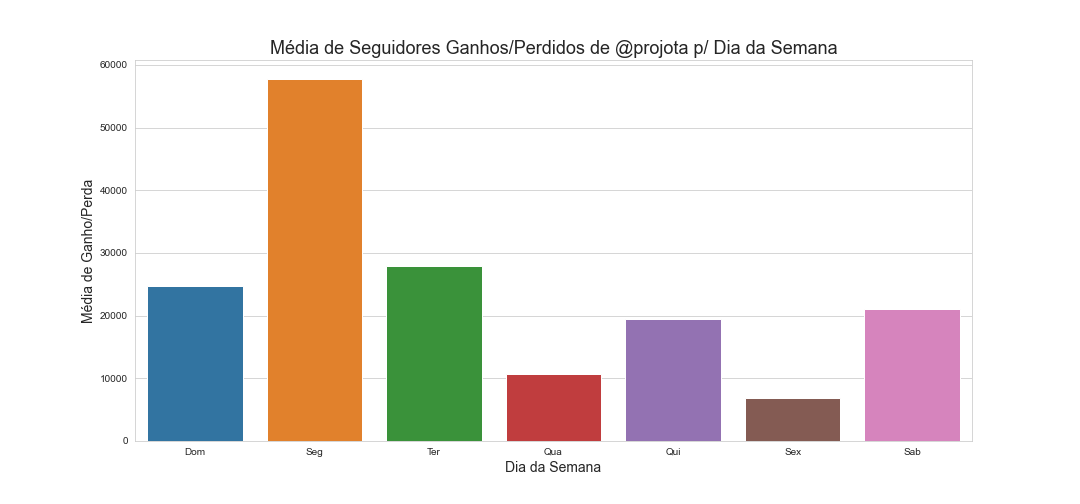 Média de Seguidores Ganhos/Perdidos de @projota p/ Dia da Semana
Média de Ganho/Perda
60000
50000
40000
30000
20000
10000
0
Dom Seg Ter Qua Qui Sex Sab
Dia da Semana